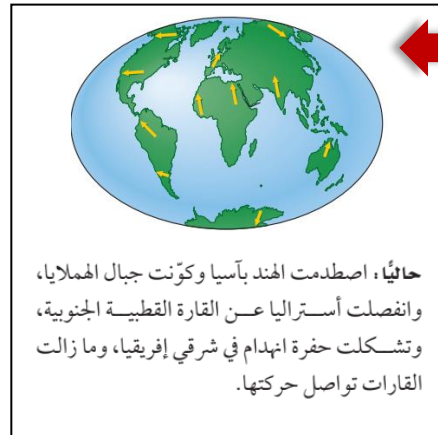 حاليًّا: اصطدمت الهند بآسيا وكوّنت جبال الهملايا،
وانفصلت أستراليا عن القارة القطبية الجنوبية،
وتشكلت حفرة انهدام في شرقي إفريقيا، وما زالت
القارات تواصل حركتها.